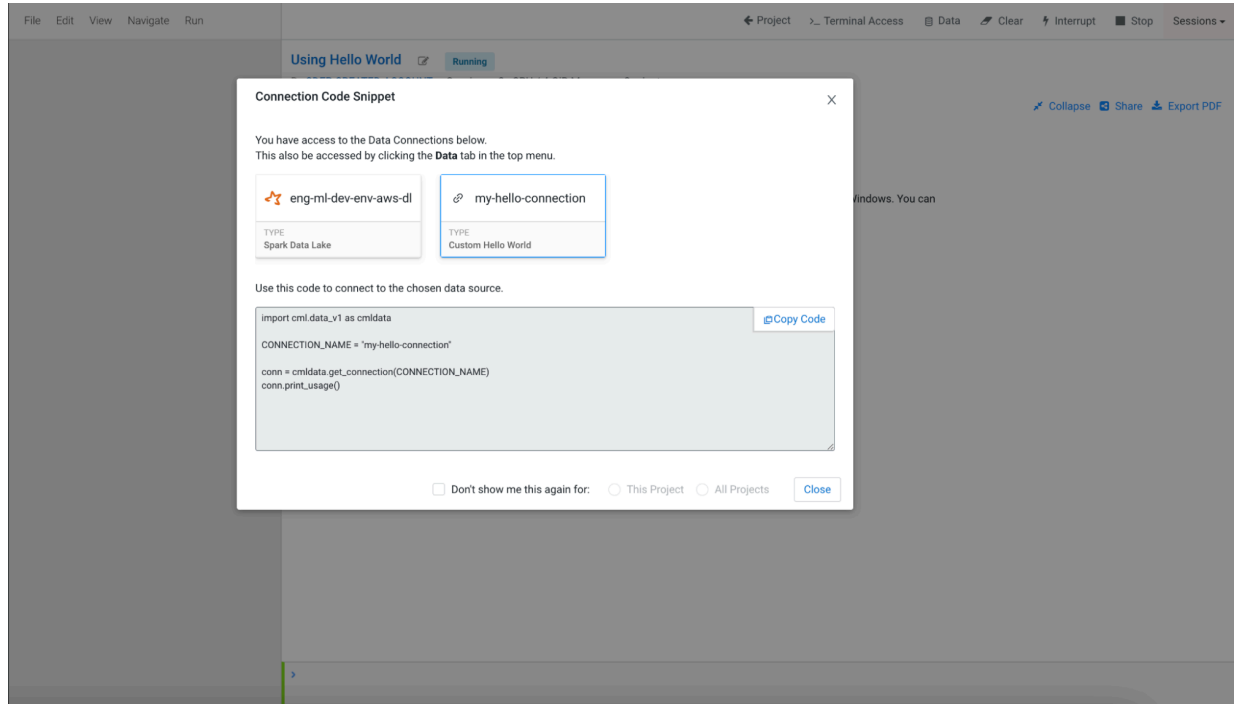 File Edit View Navigate Run
Project >_ Terminal Access Data Clear Interrupt Stop Sessions
Using Hello World Running
Collapse Share Export PDF
Connection Code Snippet
You have access to the Data Connections below.
This also be accessed by clicking the Data tab in the top menu.
eng-ml-dev-env-aws-dl
TYPE
Spark Data Lake
my-hello-connection
TYPE
Custom Hello World
Windows. You can
Use this code to connect to the chosen data source.
Copy Code
import cml.data_v1 as cmldata
CONNECTION_NAME = "my-hello-connection"
conn = cmldata.get_connection(CONNECTION_NAME)
conn.print_usage()
Don't show me this again for: This Project All Projects Close